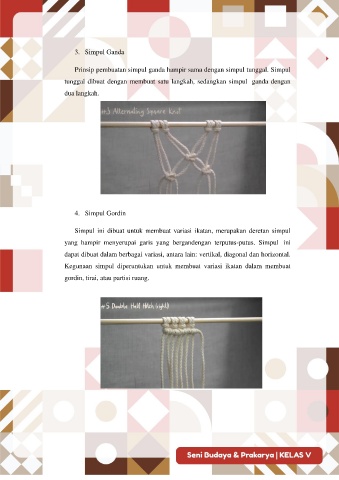 3. Simpul Ganda
Prinsip pembuatan simpul ganda hampir sama dengan simpul tunggal. Simpul
tunggal dibuat dengan membuat satu langkah, sedangkan simpul ganda dengan
dua langkah.
Alternating Square Knot
4. Simpul Gordin
Simpul ini dibuat untuk membuat variasi ikatan, merupakan deretan simpul
yang hampir menyerupai garis yang bergandengan terputus-putus. Simpul ini
dapat dibuat dalam berbagai variasi, antara lain: vertikal, diagonal dan horizontal.
Kegunaan simpul diperuntukan untuk membuat variasi ikatan dalam membuat
gordin, tirai, atau partisi ruang.
5 Double Half Hitch (right)
Seni Budaya & Prakarya | KELAS V